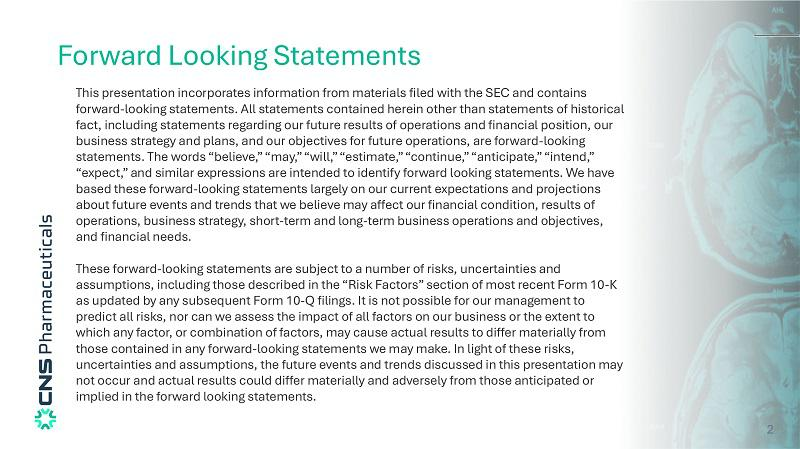 AHL
Forward Looking Statements
This presentation incorporates information from materials filed with the SEC and contains
forward-looking statements. All statements contained herein other than statements of historical
fact, including statements regarding our future results of operations and financial position, our
business strategy and plans, and our objectives for future operations, are forward-looking
statements. The words “believe,” “may,” “will,” “estimate,” “continue,” “anticipate,” “intend,”
“expect,” and similar expressions are intended to identify forward looking statements. We have
based these forward-looking statements largely on our current expectations and projections
about future events and trends that we believe may affect our financial condition, results of
operations, business strategy, short-term and long-term business operations and objectives,
and financial needs.
These forward-looking statements are subject to a number of risks, uncertainties and
assumptions, including those described in the “Risk Factors” section of most recent Form 10-K
as updated by any subsequent Form 10-Q filings. It is not possible for our management to
predict all risks, nor can we assess the impact of all factors on our business or the extent to
which any factor, or combination of factors, may cause actual results to differ materially from
those contained in any forward-looking statements we may make. In light of these risks,
uncertainties and assumptions, the future events and trends discussed in this presentation may
not occur and actual results could differ materially and adversely from those anticipated or
implied in the forward looking statements.
CNS Pharmaceuticals
2